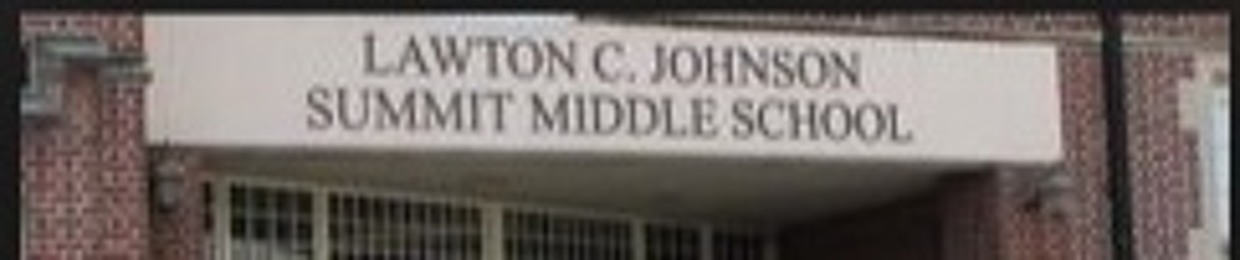 LAWTON C. JOHNSON
SUMMIT MIDDLE SCHOOL